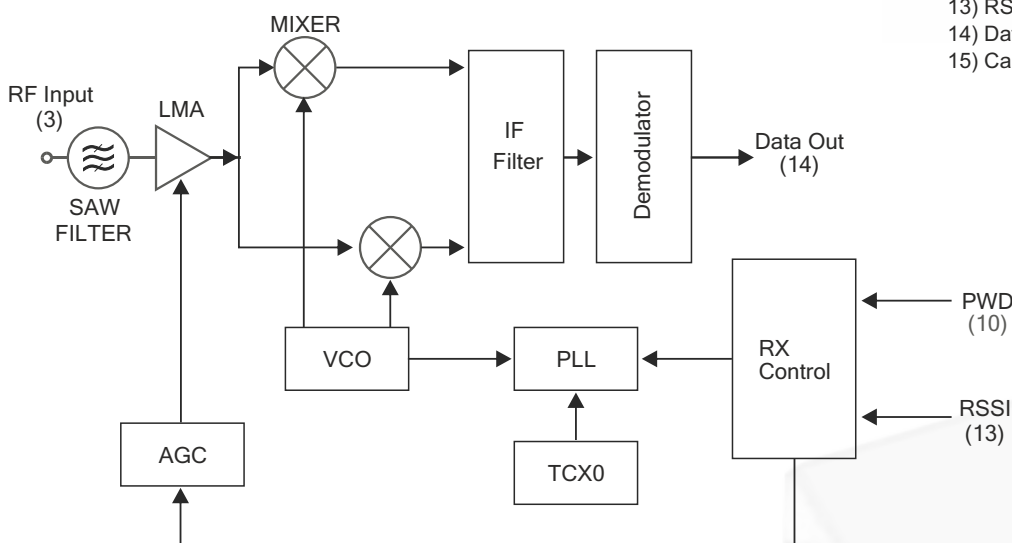 13) RS
14) Da
15) Ca
MIXER
RF Input
(3)
LMA
SAW
FILTER
IF
Filter
Demodulator
Data Out
(14)
VCO
PLL
RX
Control
PWD
(10)
RSSI
(13)
AGC
TCX0